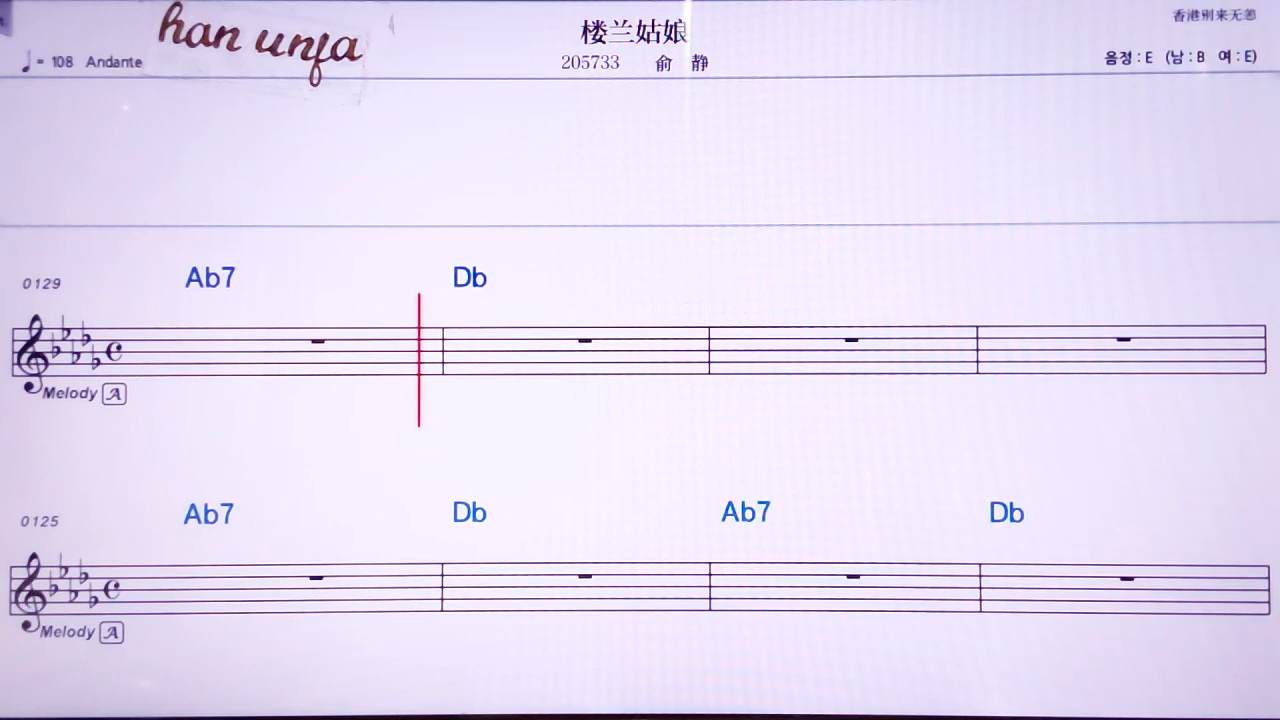 han unfa
楼兰姑娘
香港别来无恙
♩= 108 Andante
205733 俞 静
음정 : E (남 : B 여 : E)
0129
Ab7 Db
Melody A
0125
Ab7 Db Ab7 Db
Melody A